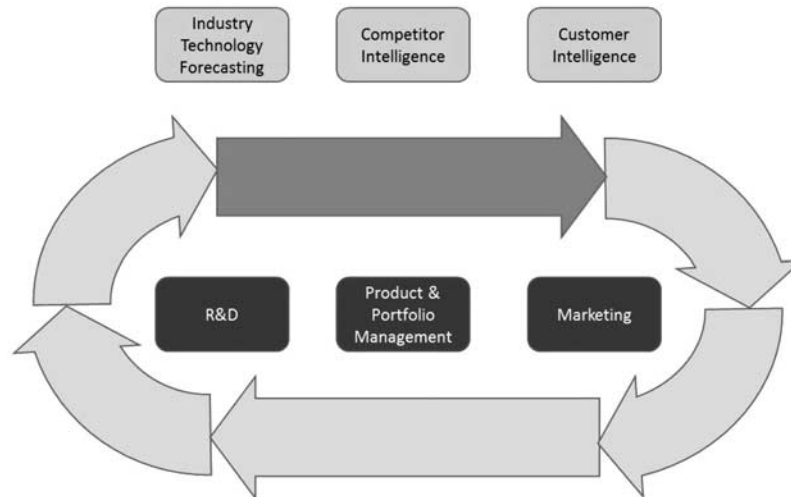 Industry
Technology
Forecasting
Competitor
Intelligence
Customer
Intelligence
R&D
Product &
Portfolio
Management
Marketing